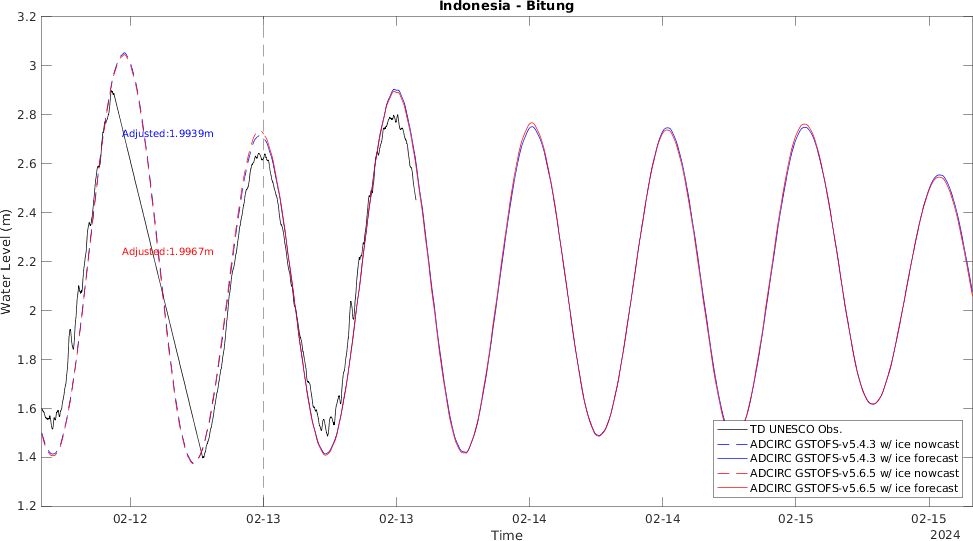 Indonesia - Bitung
3.2
3
2.8
2.6
2.4
2.2
2
1.8
1.6
1.4
1.2
Water Level (m)
Adjusted:1.9939m
Adjusted:1.9967m
TD UNESCO Obs.
ADCIRC GSTOFS-v5.4.3 w/ ice nowcast
ADCIRC GSTOFS-v5.4.3 w/ ice forecast
ADCIRC GSTOFS-v5.6.5 w/ ice nowcast
ADCIRC GSTOFS-v5.6.5 w/ ice forecast
02-12 02-13 02-13 02-14 02-14 02-15 02-15
Time
2024